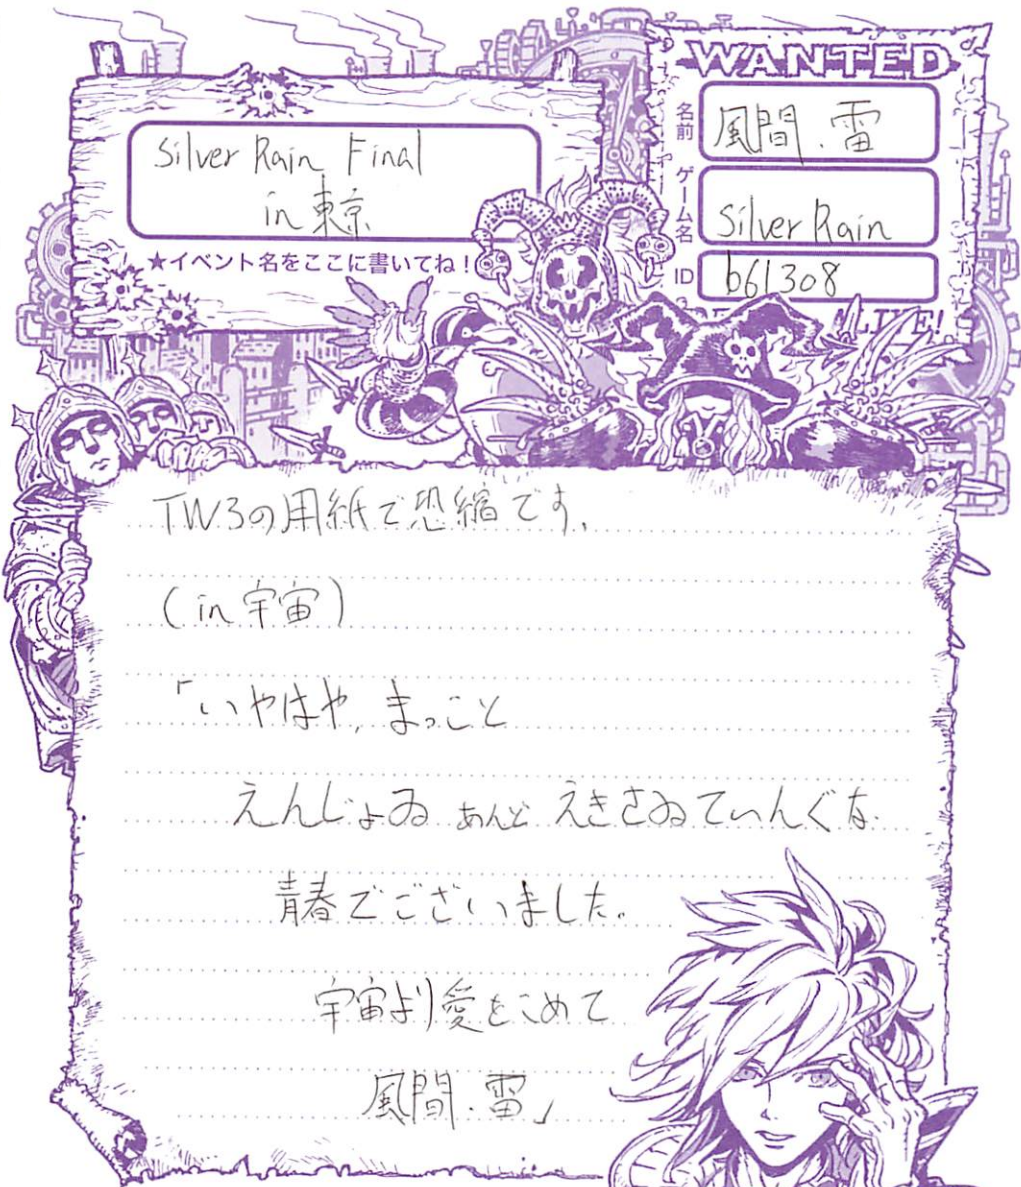 Silver Rain Final
in 東京
★イベント名をここに書いてね！
WANTED
名前
風間.雷
ゲーム名
Silver Rain
ID
b61308
ALIVE!
TW3の用紙で恐縮です.
(in 宇宙)
「いやはや, まっこと
えんじょゐ あんど えきさゐてぃんぐな
青春でございました。
宇宙より愛をこめて
風間.雷」